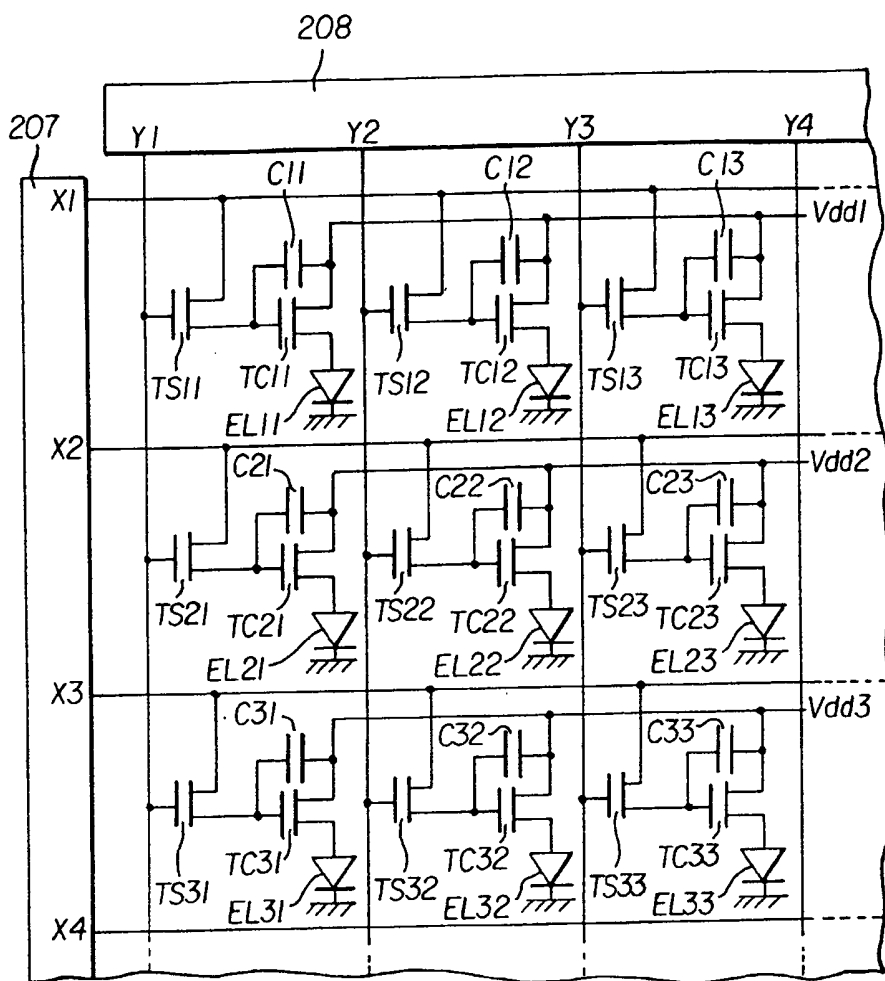 208
207
Y1 Y2 Y3 Y4
C11 C12 C13
X1
Vdd1
TS11 TC11 TS12 TC12 TS13 TC13
EL11 EL12 EL13
X2
C21 C22 C23 Vdd2
TS21 TC21 TS22 TC22 TS23 TC23
EL21 EL22 EL23
X3
C31 C32 C33 Vdd3
TS31 TC31 TS32 TC32 TS33 TC33
EL31 EL32 EL33
X4